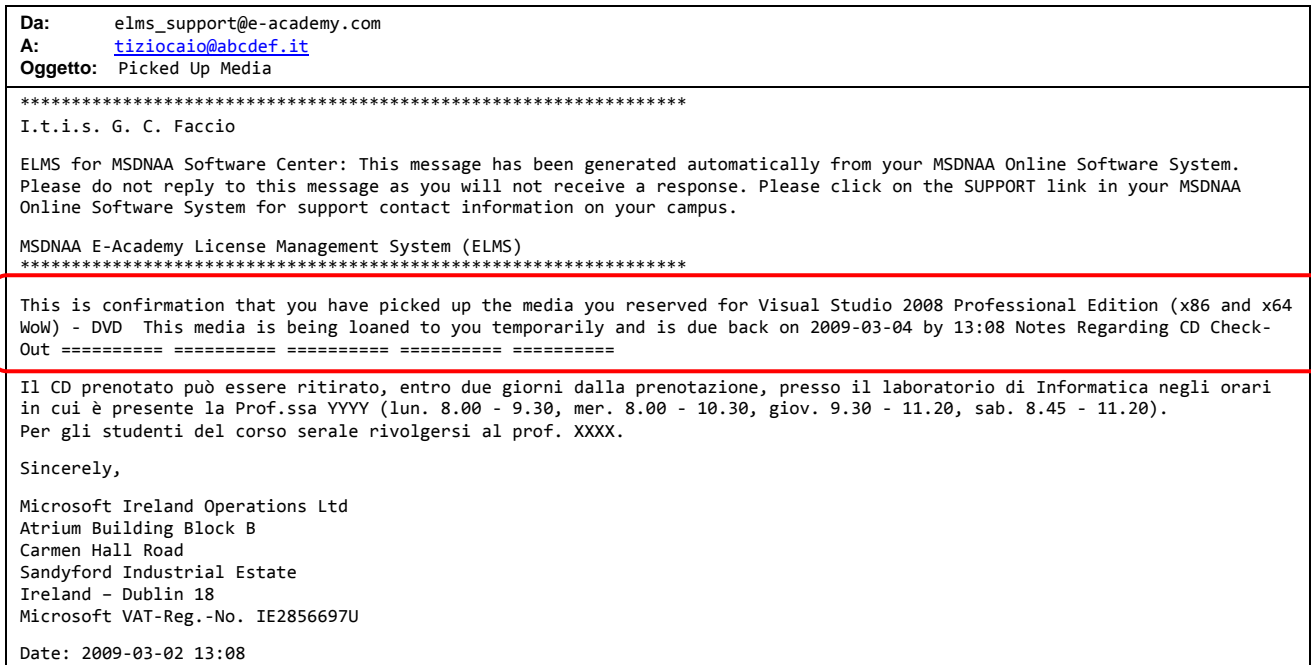 Da: elms_support@e-academy.com
A: tiziocaio@abcdef.it
Oggetto: Picked Up Media
*****************************************************************
I.t.i.s. G. C. Faccio
ELMS for MSDNAA Software Center: This message has been generated automatically from your MSDNAA Online Software System.
Please do not reply to this message as you will not receive a response. Please click on the SUPPORT link in your MSDNAA
Online Software System for support contact information on your campus.
MSDNAA E-Academy License Management System (ELMS)
*****************************************************************
This is confirmation that you have picked up the media you reserved for Visual Studio 2008 Professional Edition (x86 and x64
WoW) - DVD  This media is being loaned to you temporarily and is due back on 2009-03-04 by 13:08 Notes Regarding CD Check-
Out ========== ========== ========== ========== ==========
Il CD prenotato può essere ritirato, entro due giorni dalla prenotazione, presso il laboratorio di Informatica negli orari
in cui è presente la Prof.ssa YYYY (lun. 8.00 - 9.30, mer. 8.00 - 10.30, giov. 9.30 - 11.20, sab. 8.45 - 11.20).
Per gli studenti del corso serale rivolgersi al prof. XXXX.
Sincerely,
Microsoft Ireland Operations Ltd
Atrium Building Block B
Carmen Hall Road
Sandyford Industrial Estate
Ireland – Dublin 18
Microsoft VAT-Reg.-No. IE2856697U
Date: 2009-03-02 13:08